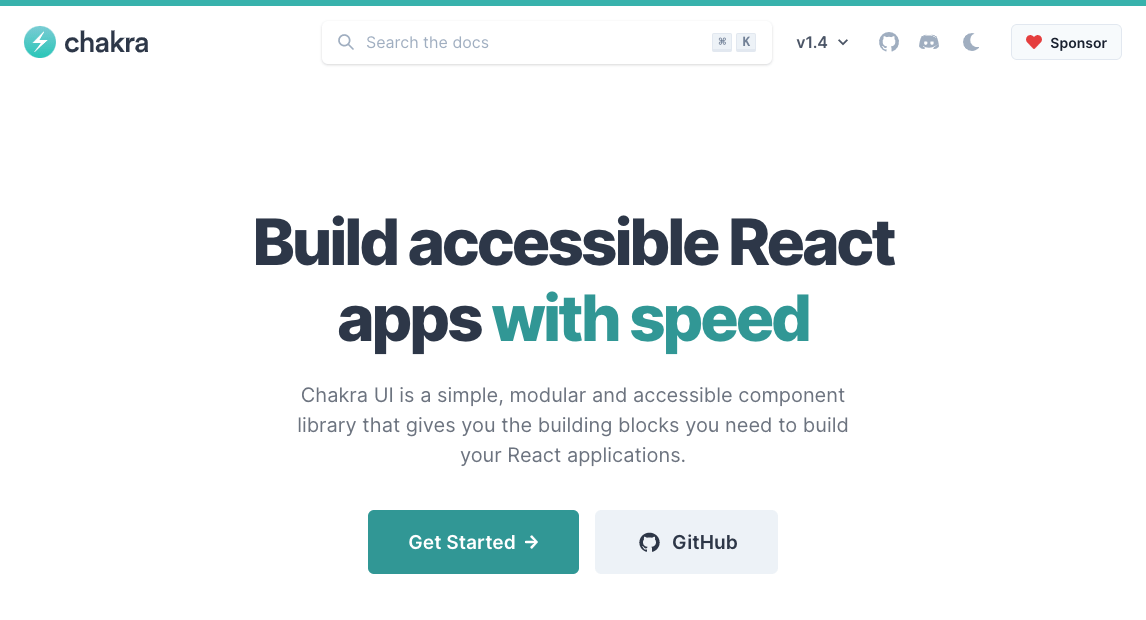 chakra
Search the docs
⌘ K
v1.4
Sponsor
Build accessible React
apps with speed
Chakra UI is a simple, modular and accessible component
library that gives you the building blocks you need to build
your React applications.
Get Started →
GitHub